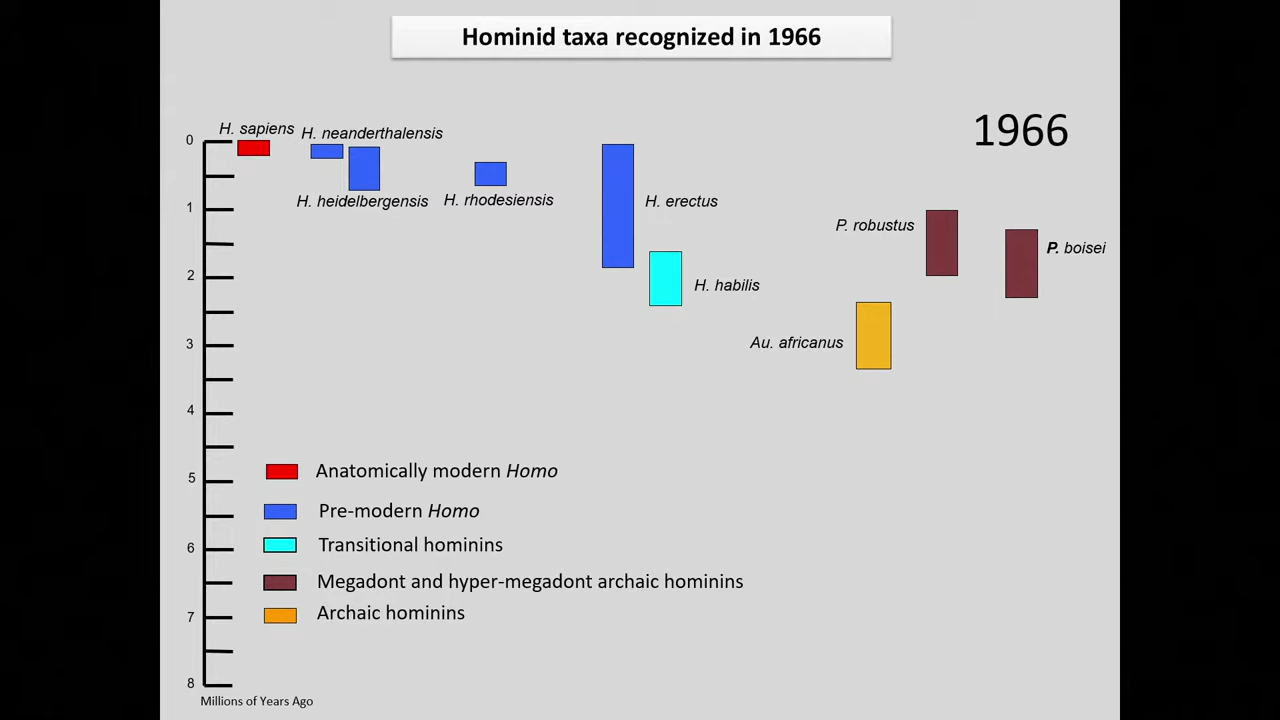 Hominid taxa recognized in 1966
1966
H. sapiens
H. neanderthalensis
H. heidelbergensis
H. rhodesiensis
H. erectus
H. habilis
P. robustus
P. boisei
Au. africanus
0
1
2
3
4
5
6
7
8
Anatomically modern Homo
Pre-modern Homo
Transitional hominins
Megadont and hyper-megadont archaic hominins
Archaic hominins
Millions of Years Ago